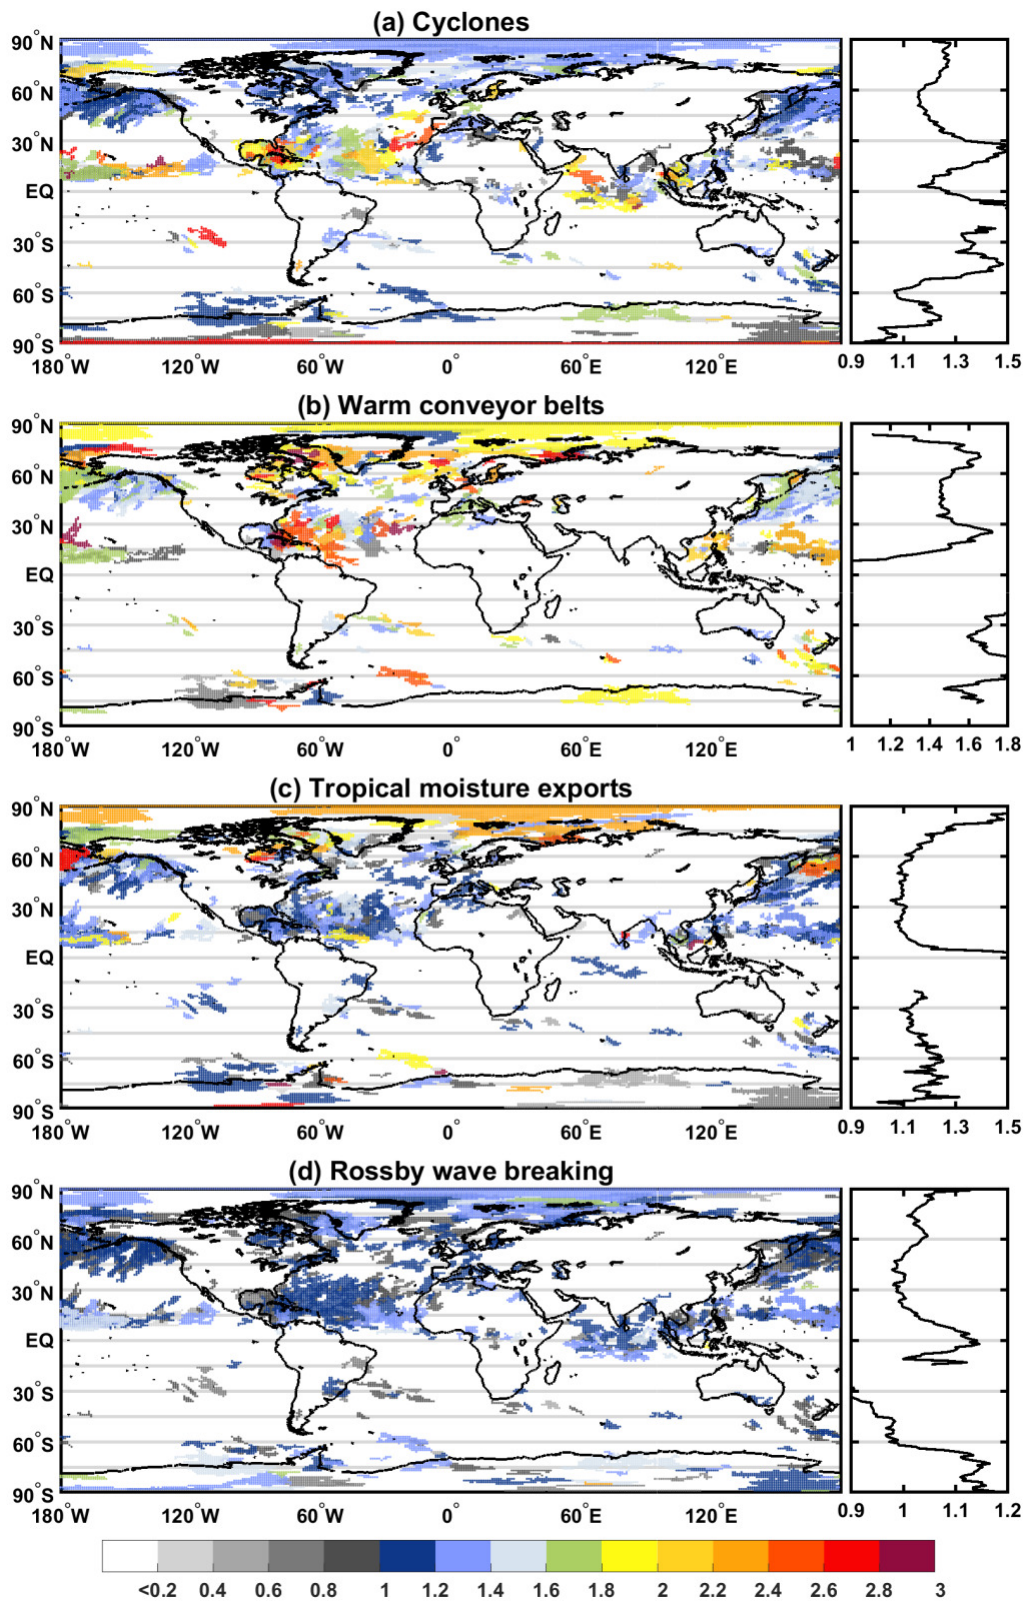 (a) Cyclones
90°N
60°N
30°N
EQ
30°S
60°S
90°S
180°W 120°W 60°W 0° 60°E 120°E 0.9 1.1 1.3 1.5
(b) Warm conveyor belts
90°N
60°N
30°N
EQ
30°S
60°S
90°S
180°W 120°W 60°W 0° 60°E 120°E 1 1.2 1.4 1.6 1.8
(c) Tropical moisture exports
90°N
60°N
30°N
EQ
30°S
60°S
90°S
180°W 120°W 60°W 0° 60°E 120°E 0.9 1.1 1.3 1.5
(d) Rossby wave breaking
90°N
60°N
30°N
EQ
30°S
60°S
90°S
180°W 120°W 60°W 0° 60°E 120°E 0.9 1 1.1 1.2
<0.2 0.4 0.6 0.8 1 1.2 1.4 1.6 1.8 2 2.2 2.4 2.6 2.8 3